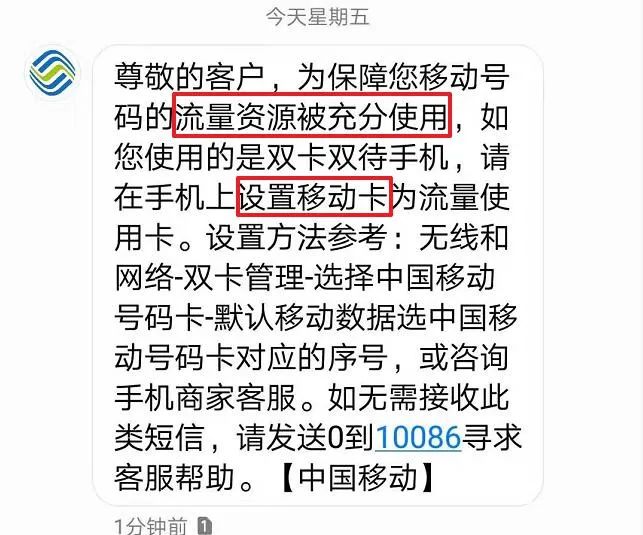 今天星期五
尊敬的客户，为保障您移动号
码的流量资源被充分使用，如
您使用的是双卡双待手机，请
在手机上设置移动卡为流量使
用卡。设置方法参考：无线和
网络-双卡管理-选择中国移动
号码卡-默认移动数据选中国移
动号码卡对应的序号，或咨询
手机商家客服。如无需接收此
类短信，请发送0到10086寻求
客服帮助。【中国移动】
1分钟前 1